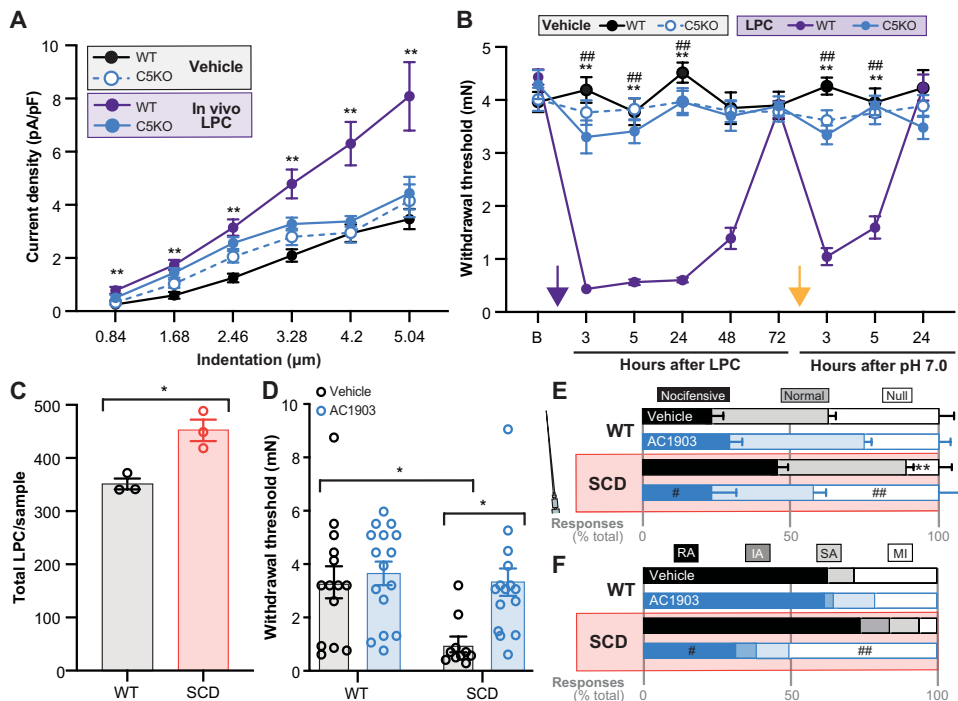 A
WT
C5KO
Vehicle
WT
C5KO
In vivo
LPC
Current density (pA/pF)
10
8
6
4
2
0
** ** ** ** ** **
0.84 1.68 2.46 3.28 4.2 5.04
Indentation (µm)
B
Vehicle WT C5KO LPC WT C5KO
Withdrawal threshold (mN)
5
4
3
2
1
0
## ## ## ## ##
** ** ** ** **
B 3 5 24 48 72 3 5 24
Hours after LPC Hours after pH 7.0
C
Total LPC/sample
500
400
300
200
100
0
*
WT SCD
D
Vehicle
AC1903
Withdrawal threshold (mN)
10
8
6
4
2
0
*
*
WT SCD
E
Nocifensive Normal Null
WT
Vehicle
AC1903
SCD
**
# ##
Responses
(% total)
0 50 100
F
RA IA SA MI
WT
Vehicle
AC1903
SCD
# ##
Responses
(% total)
0 50 100